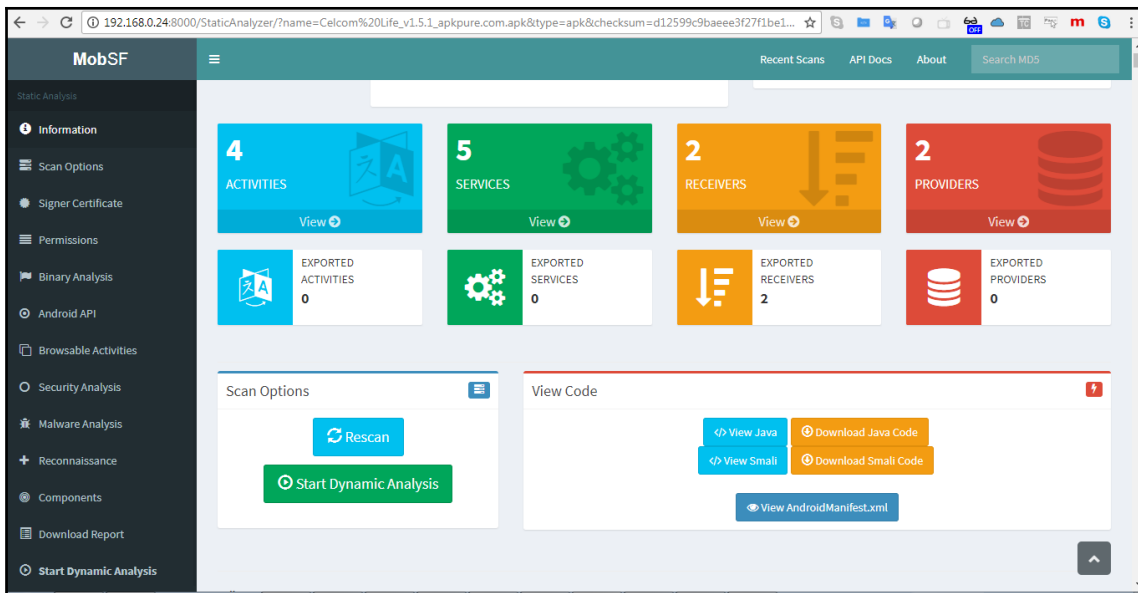 192.168.0.24:8000/StaticAnalyzer/?name=Celcom%20Life_v1.5.1_apkpure.com.apk&type=apk&checksum=d12599c9baeee3f27f1be1...
OFF
MobSF
Recent Scans
API Docs
About
Search MD5
Static Analysis
Information
Scan Options
Signer Certificate
Permissions
Binary Analysis
Android API
Browsable Activities
Security Analysis
Malware Analysis
Reconnaissance
Components
Download Report
Start Dynamic Analysis
4
ACTIVITIES
View
5
SERVICES
View
2
RECEIVERS
View
2
PROVIDERS
View
EXPORTED
ACTIVITIES
0
EXPORTED
SERVICES
0
EXPORTED
RECEIVERS
2
EXPORTED
PROVIDERS
0
Scan Options
Rescan
Start Dynamic Analysis
View Code
</> View Java
Download Java Code
</> View Smali
Download Smali Code
View AndroidManifest.xml